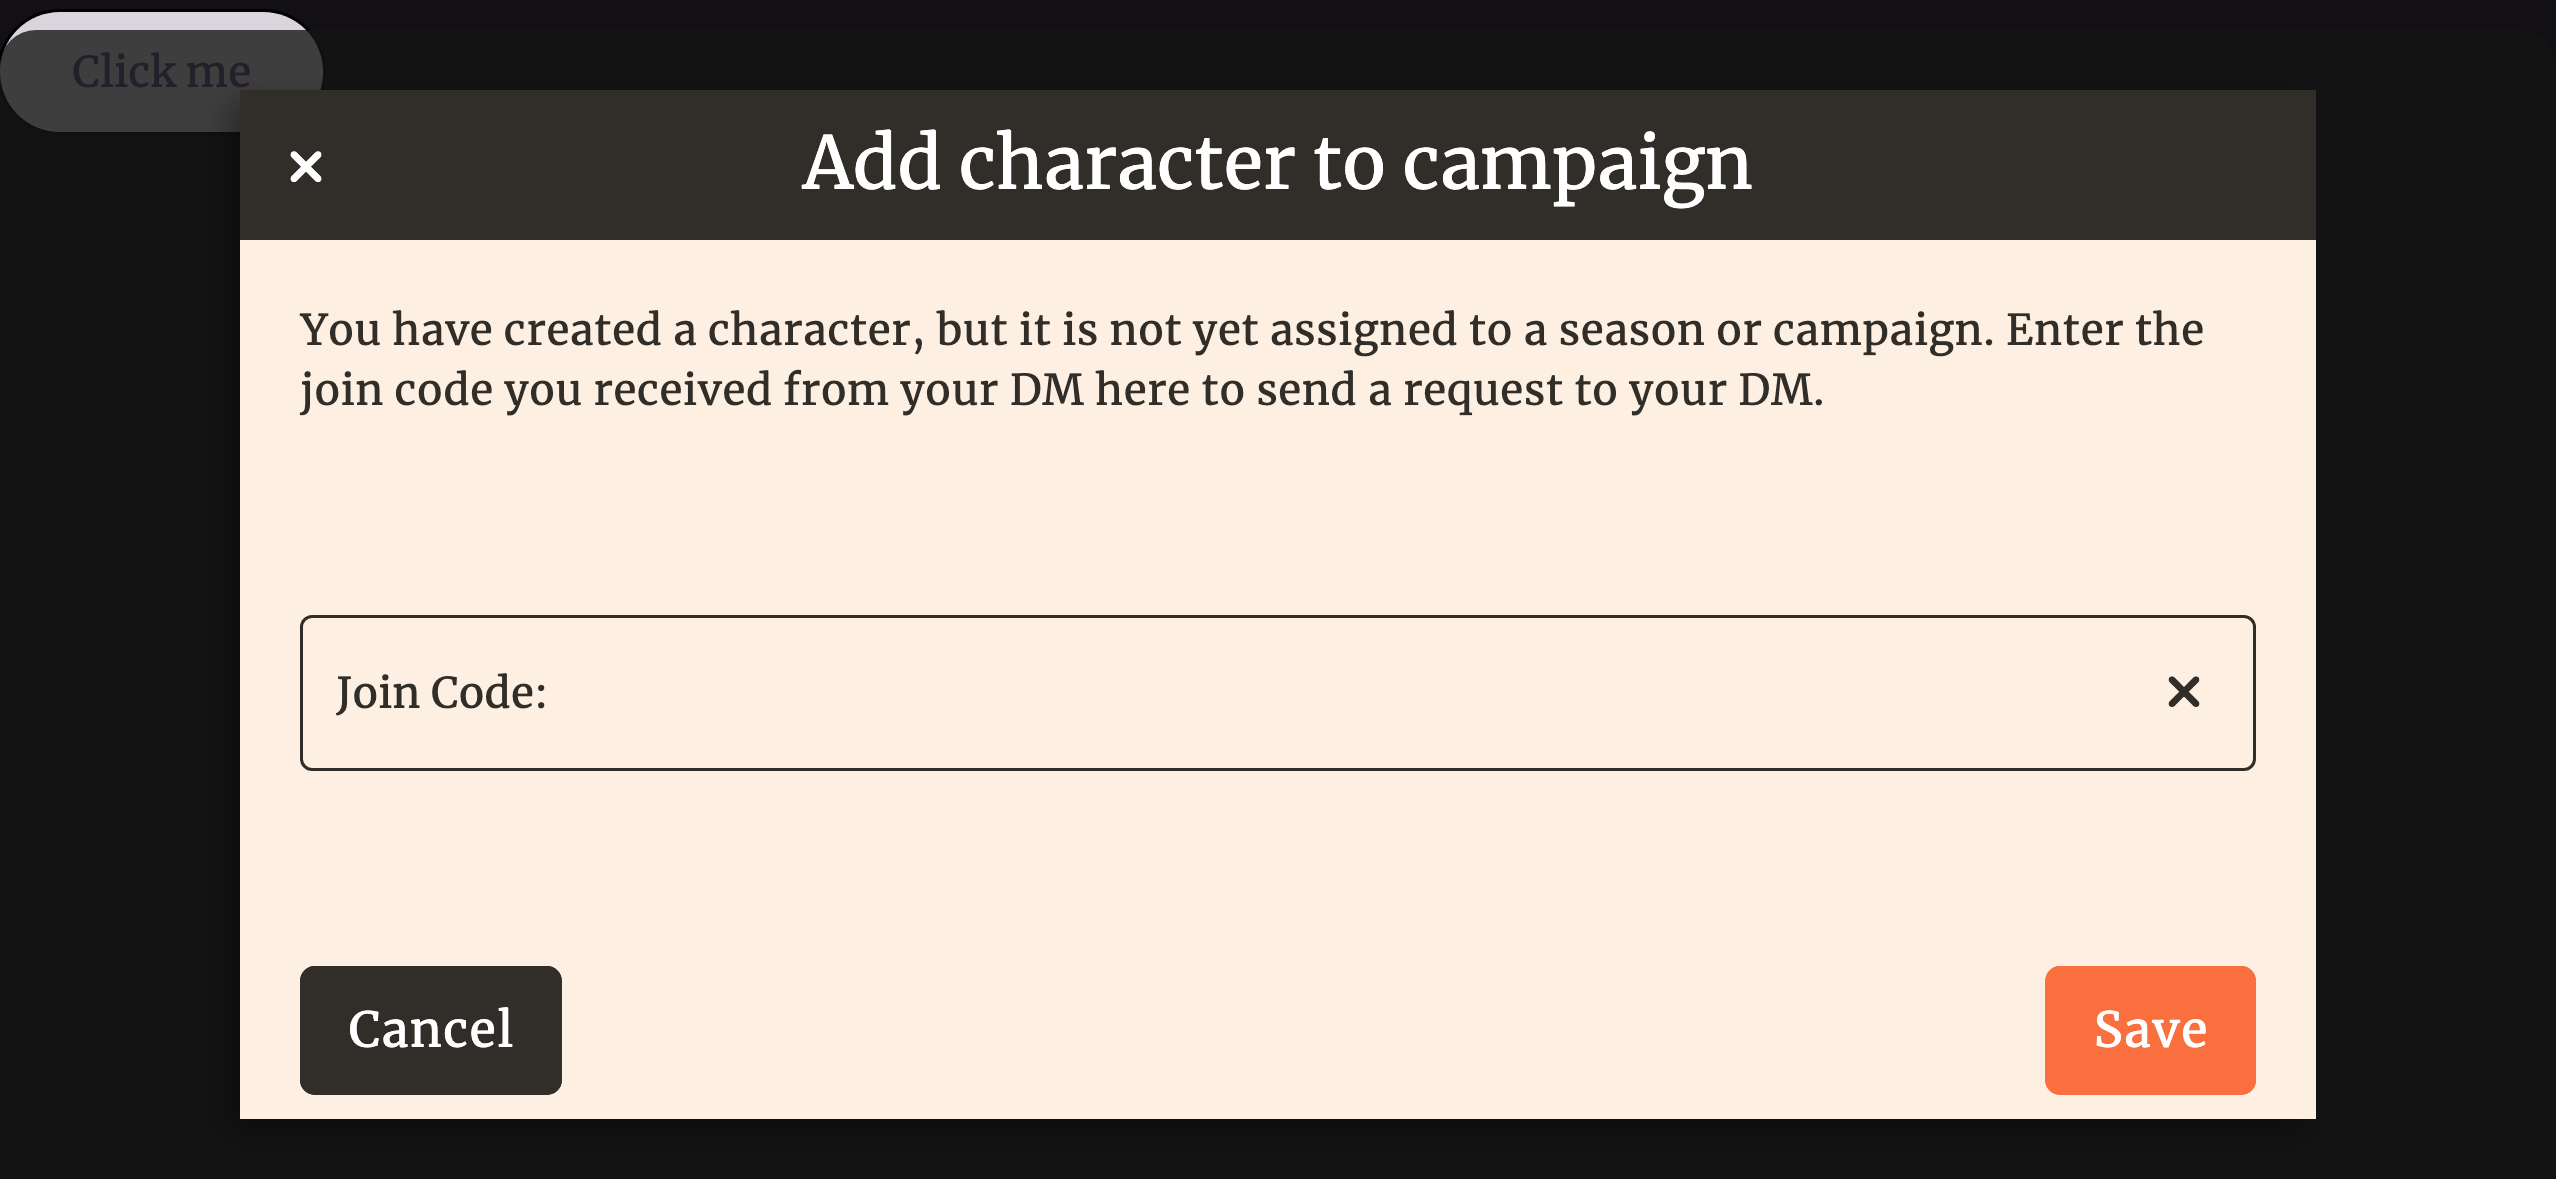 Click me
Add character to campaign
You have created a character, but it is not yet assigned to a season or campaign. Enter the
join code you received from your DM here to send a request to your DM.
Join Code:
Cancel
Save